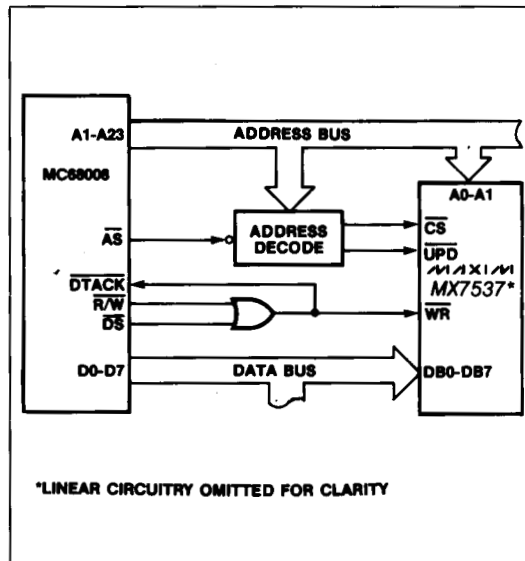 A1-A23
ADDRESS BUS
MC68008
A0-A1
AS
ADDRESS
DECODE
CS
UPD
MAXIM
MX7537*
DTACK
R/W
DS
WR
D0-D7
DATA BUS
DB0-DB7
*LINEAR CIRCUITRY OMITTED FOR CLARITY